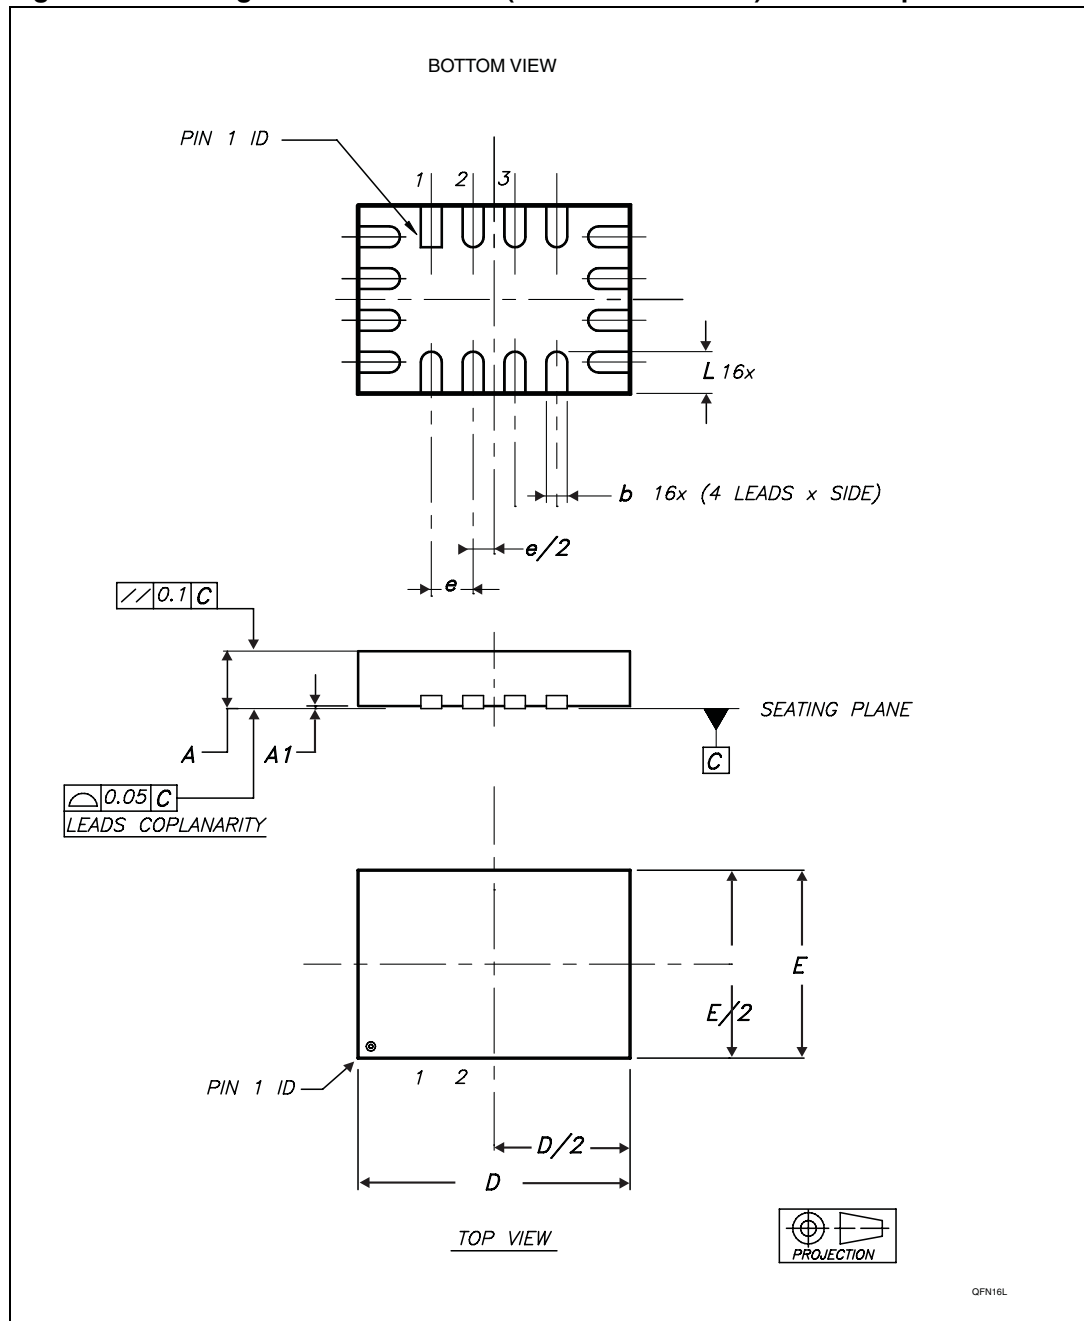 BOTTOM VIEW
PIN 1 ID
1 2 3
L 16x
b 16x (4 LEADS x SIDE)
e/2
e
// 0.1 C
SEATING PLANE
A A1
C
0.05 C
LEADS COPLANARITY
E
E/2
PIN 1 ID
1 2
D/2
D
TOP VIEW
PROJECTION
QFN16L